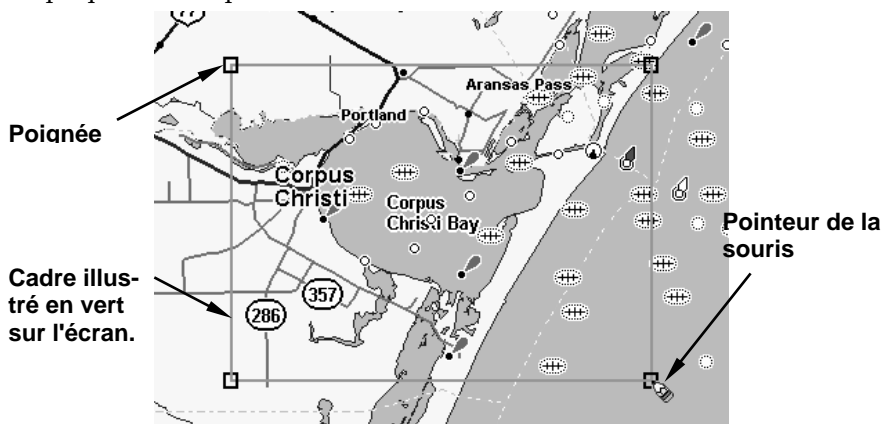 77
Aransas Pass
Poignée
Portland
Corpus
Christi
Corpus
Christi Bay
Pointeur de la
souris
Cadre illus-
tré en vert
sur l'écran.
357
286